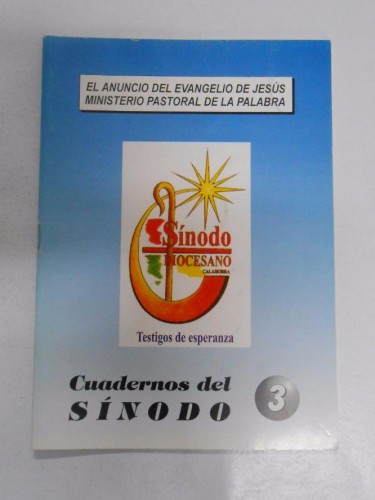 EL ANUNCIO DEL EVANGELIO DE JESÚS
MINISTERIO PASTORAL DE LA PALABRA
Sínodo
DIOCESANO
CALAHORRA
Testigos de esperanza
Cuadernos del
SÍNODO
3